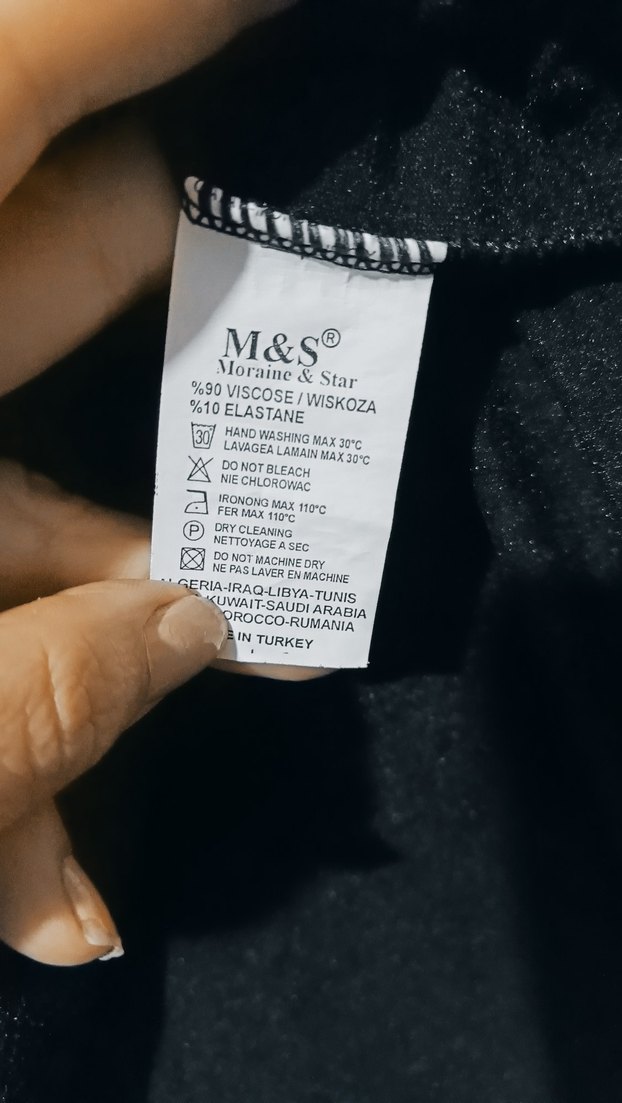 M&S®
Moraine & Star
%90 VISCOSE / WISKOZA
%10 ELASTANE
30
HAND WASHING MAX 30°C
LAVAGEA LAMAIN MAX 30°C
DO NOT BLEACH
NIE CHLOROWAC
IRONONG MAX 110°C
FER MAX 110°C
P
DRY CLEANING
NETTOYAGE A SEC
DO NOT MACHINE DRY
NE PAS LAVER EN MACHINE
GERIA-IRAQ-LIBYA-TUNIS
KUWAIT-SAUDI ARABIA
OROCCO-RUMANIA
E IN TURKEY